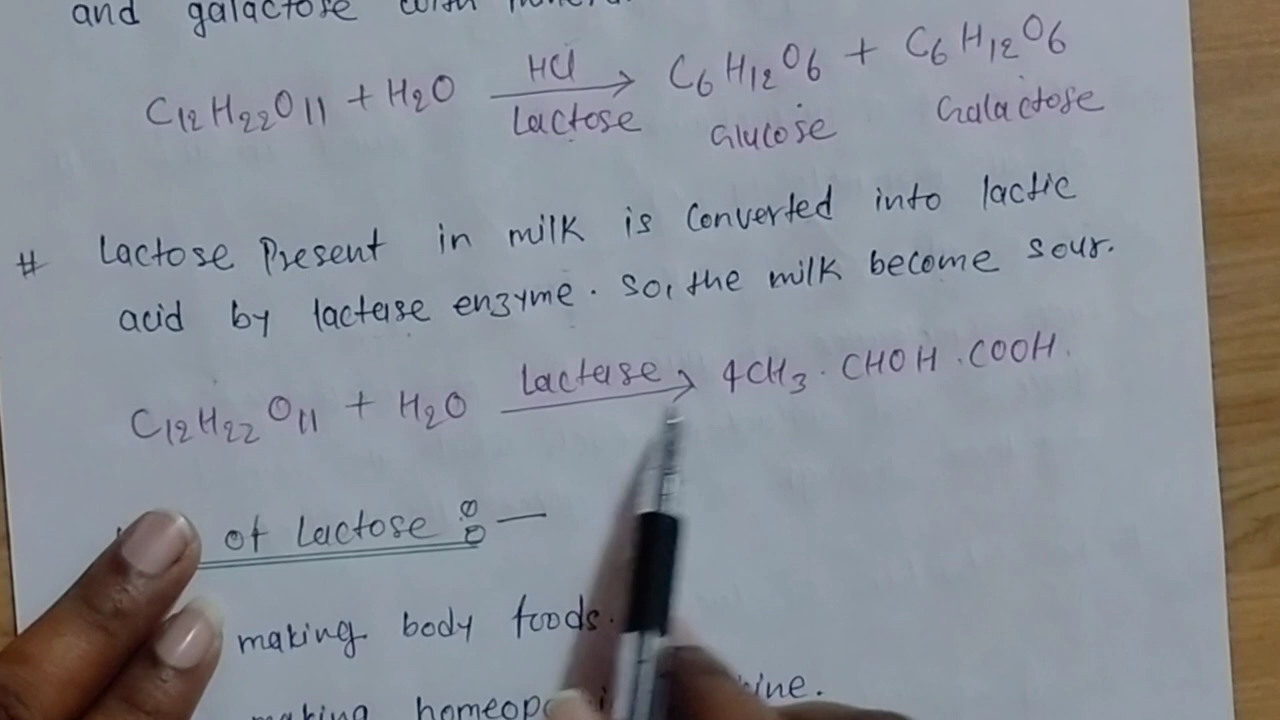 and galactose with
C12H22O11 + H2O HCl Lactose → C6H12O6 + C6H12O6
Glucose Galactose
# Lactose Present in milk is converted into lactic
acid by lactase enzyme. So, the milk become sour.
C12H22O11 + H2O Lactase → 4CH3.CHOH.COOH.
of Lactose :—
making body foods.
making